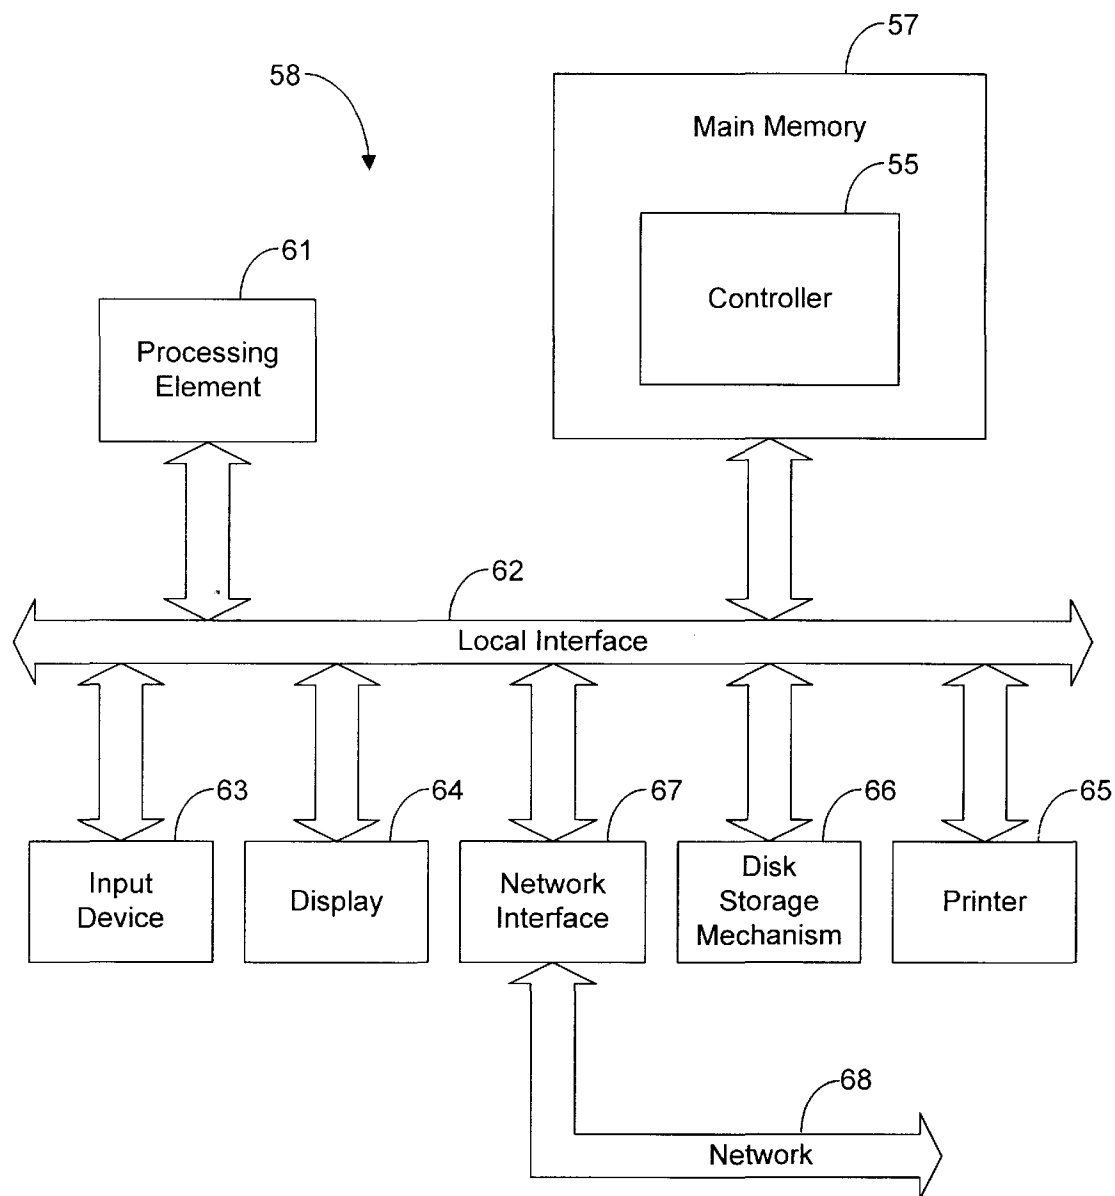 57
58
Main Memory
55
61
Controller
Processing
Element
62
Local Interface
63
64
67
66
65
Input
Device
Display
Network
Interface
Disk
Storage
Mechanism
Printer
68
Network